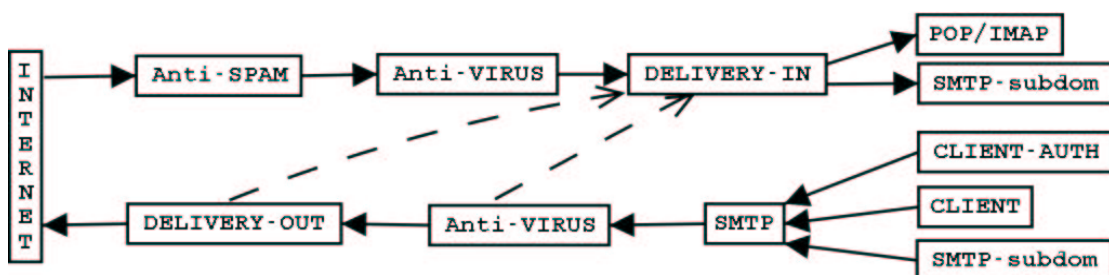 INTERNET
Anti-SPAM
Anti-VIRUS
DELIVERY-IN
POP/IMAP
SMTP-subdom
DELIVERY-OUT
Anti-VIRUS
SMTP
CLIENT-AUTH
CLIENT
SMTP-subdom